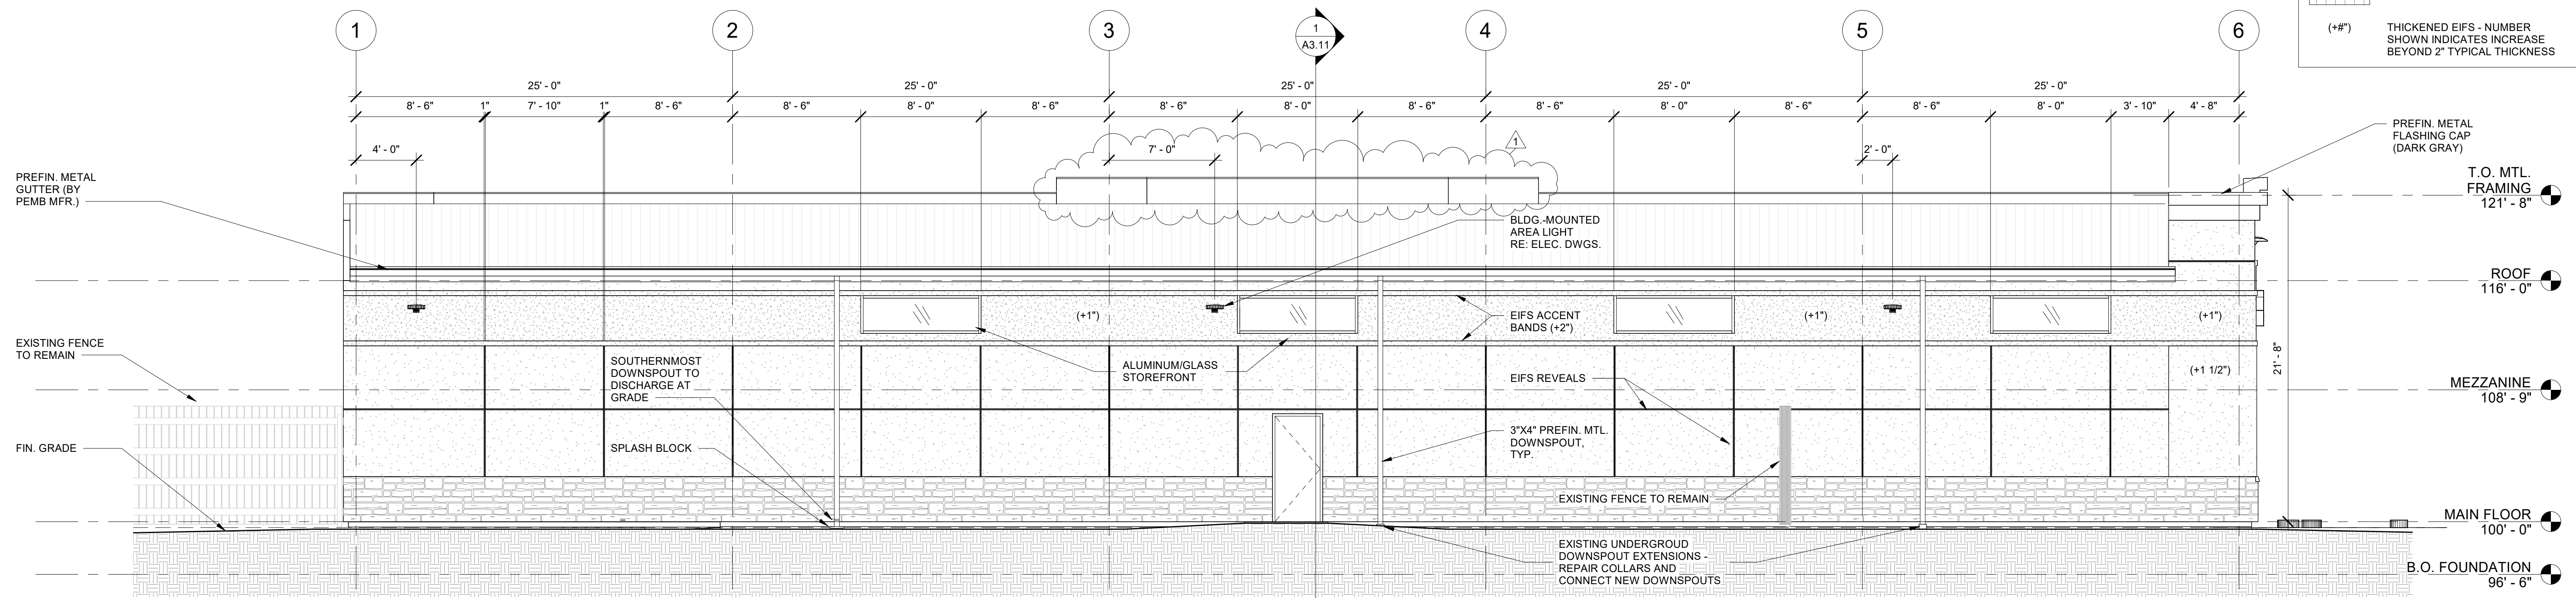 1
2
3
1
A3.11
4
5
6
(+#") THICKENED EIFS - NUMBER
SHOWN INDICATES INCREASE
BEYOND 2" TYPICAL THICKNESS
25' - 0"
25' - 0"
25' - 0"
25' - 0"
25' - 0"
8' - 6"
1"
7' - 10"
1"
8' - 6"
8' - 6"
8' - 0"
8' - 6"
8' - 6"
8' - 0"
8' - 6"
8' - 6"
8' - 0"
8' - 6"
8' - 6"
8' - 0"
3' - 10"
4' - 8"
4' - 0"
7' - 0"
1
2' - 0"
PREFIN. METAL
FLASHING CAP
(DARK GRAY)
PREFIN. METAL
GUTTER (BY
PEMB MFR.)
T.O. MTL.
FRAMING
121' - 8"
BLDG.-MOUNTED
AREA LIGHT
RE: ELEC. DWGS.
ROOF
116' - 0"
(+1")
EIFS ACCENT
BANDS (+2")
(+1")
(+1")
EXISTING FENCE
TO REMAIN
SOUTHERNMOST
DOWNSPOUT TO
DISCHARGE AT
GRADE
ALUMINUM/GLASS
STOREFRONT
EIFS REVEALS
(+1 1/2")
21' - 8"
MEZZANINE
108' - 9"
FIN. GRADE
SPLASH BLOCK
3"X4" PREFIN. MTL.
DOWNSPOUT,
TYP.
EXISTING FENCE TO REMAIN
MAIN FLOOR
100' - 0"
EXISTING UNDERGROUD
DOWNSPOUT EXTENSIONS -
REPAIR COLLARS AND
CONNECT NEW DOWNSPOUTS
B.O. FOUNDATION
96' - 6"